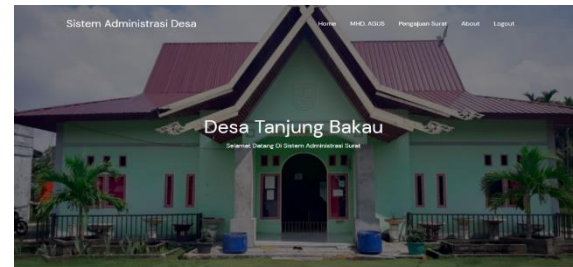 Sistem Administrasi Desa
Home MHD. AGUS Pengajuan Surat About Logout
Desa Tanjung Bakau
Selamat Datang Di Sistem Administrasi Surat